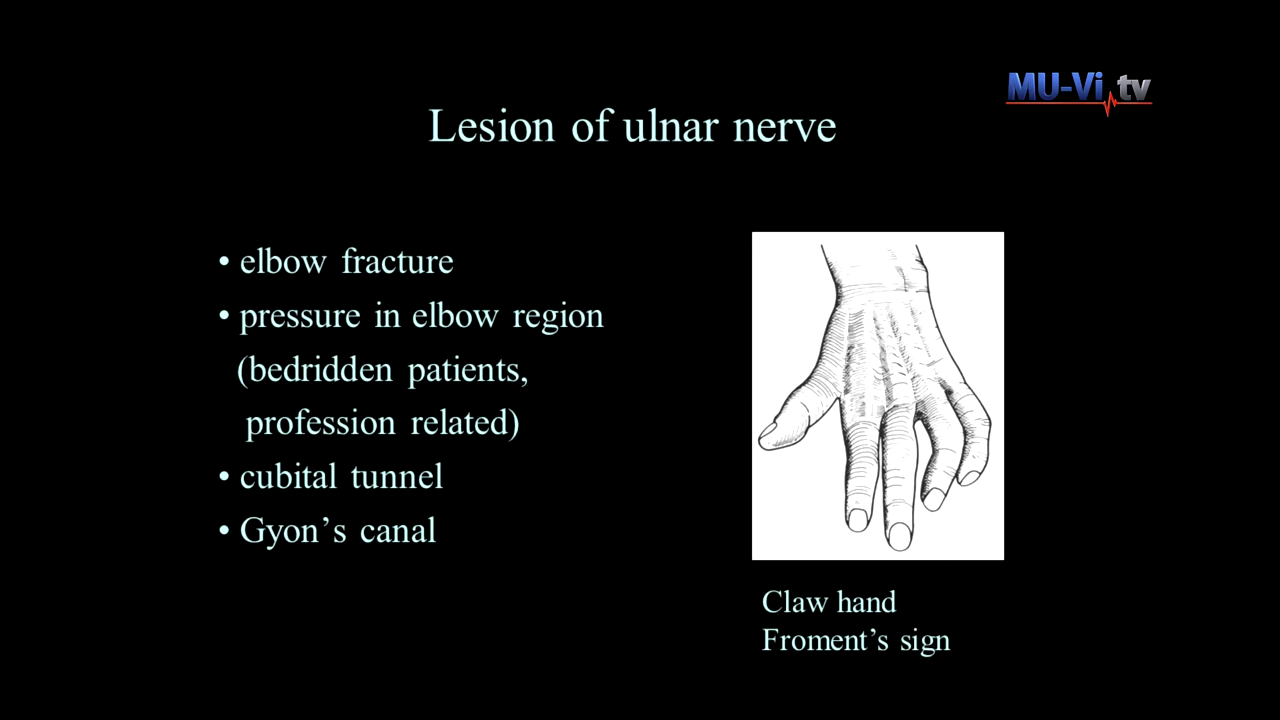 MU-Vi tv
Lesion of ulnar nerve
• elbow fracture
• pressure in elbow region
(bedridden patients,
profession related)
• cubital tunnel
• Gyon’s canal
Claw hand
Froment’s sign